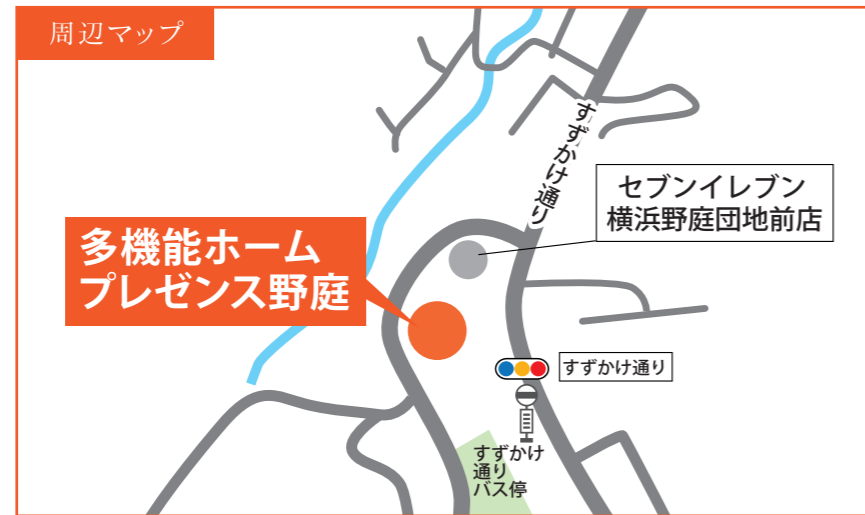 周辺マップ
すずかけ通り
セブンイレブン
横浜野庭団地前店
多機能ホーム
プレゼンス野庭
すずかけ通り
すずかけ
通り
バス停